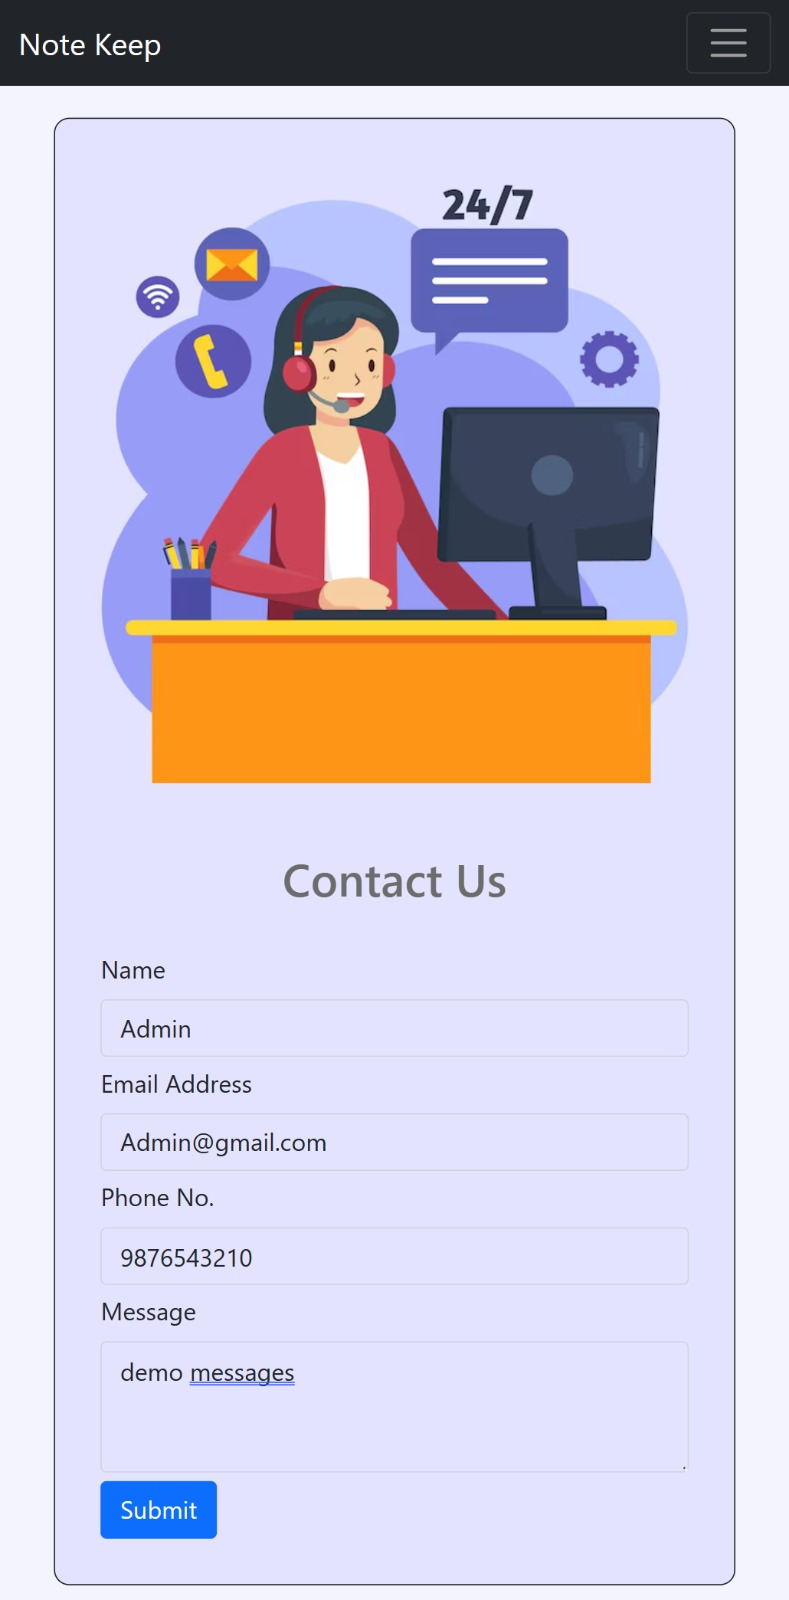 Note Keep
24/7
Contact Us
Name
Admin
Email Address
Admin@gmail.com
Phone No.
9876543210
Message
demo messages
Submit